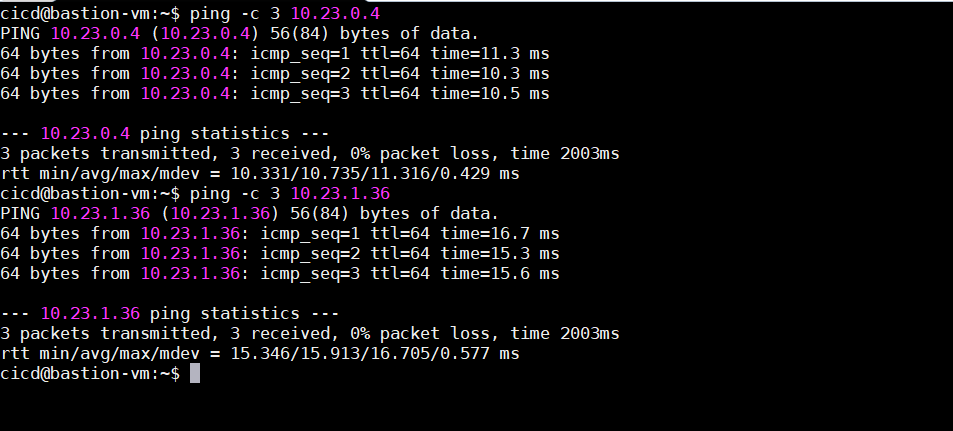 cicd@bastion-vm:~$ ping -c 3 10.23.0.4
PING 10.23.0.4 (10.23.0.4) 56(84) bytes of data.
64 bytes from 10.23.0.4: icmp_seq=1 ttl=64 time=11.3 ms
64 bytes from 10.23.0.4: icmp_seq=2 ttl=64 time=10.3 ms
64 bytes from 10.23.0.4: icmp_seq=3 ttl=64 time=10.5 ms

--- 10.23.0.4 ping statistics ---
3 packets transmitted, 3 received, 0% packet loss, time 2003ms
rtt min/avg/max/mdev = 10.331/10.735/11.316/0.429 ms
cicd@bastion-vm:~$ ping -c 3 10.23.1.36
PING 10.23.1.36 (10.23.1.36) 56(84) bytes of data.
64 bytes from 10.23.1.36: icmp_seq=1 ttl=64 time=16.7 ms
64 bytes from 10.23.1.36: icmp_seq=2 ttl=64 time=15.3 ms
64 bytes from 10.23.1.36: icmp_seq=3 ttl=64 time=15.6 ms

--- 10.23.1.36 ping statistics ---
3 packets transmitted, 3 received, 0% packet loss, time 2003ms
rtt min/avg/max/mdev = 15.346/15.913/16.705/0.577 ms
cicd@bastion-vm:~$